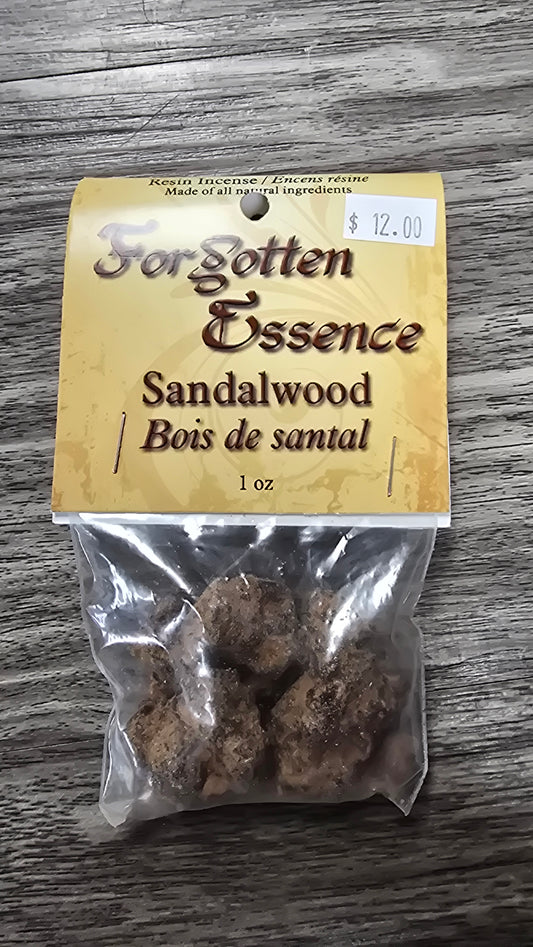 Resin Incense / Encens résine
Made of all natural ingredients
$ 12.00
Forgotten
Essence
Sandalwood
Bois de santal
1 oz